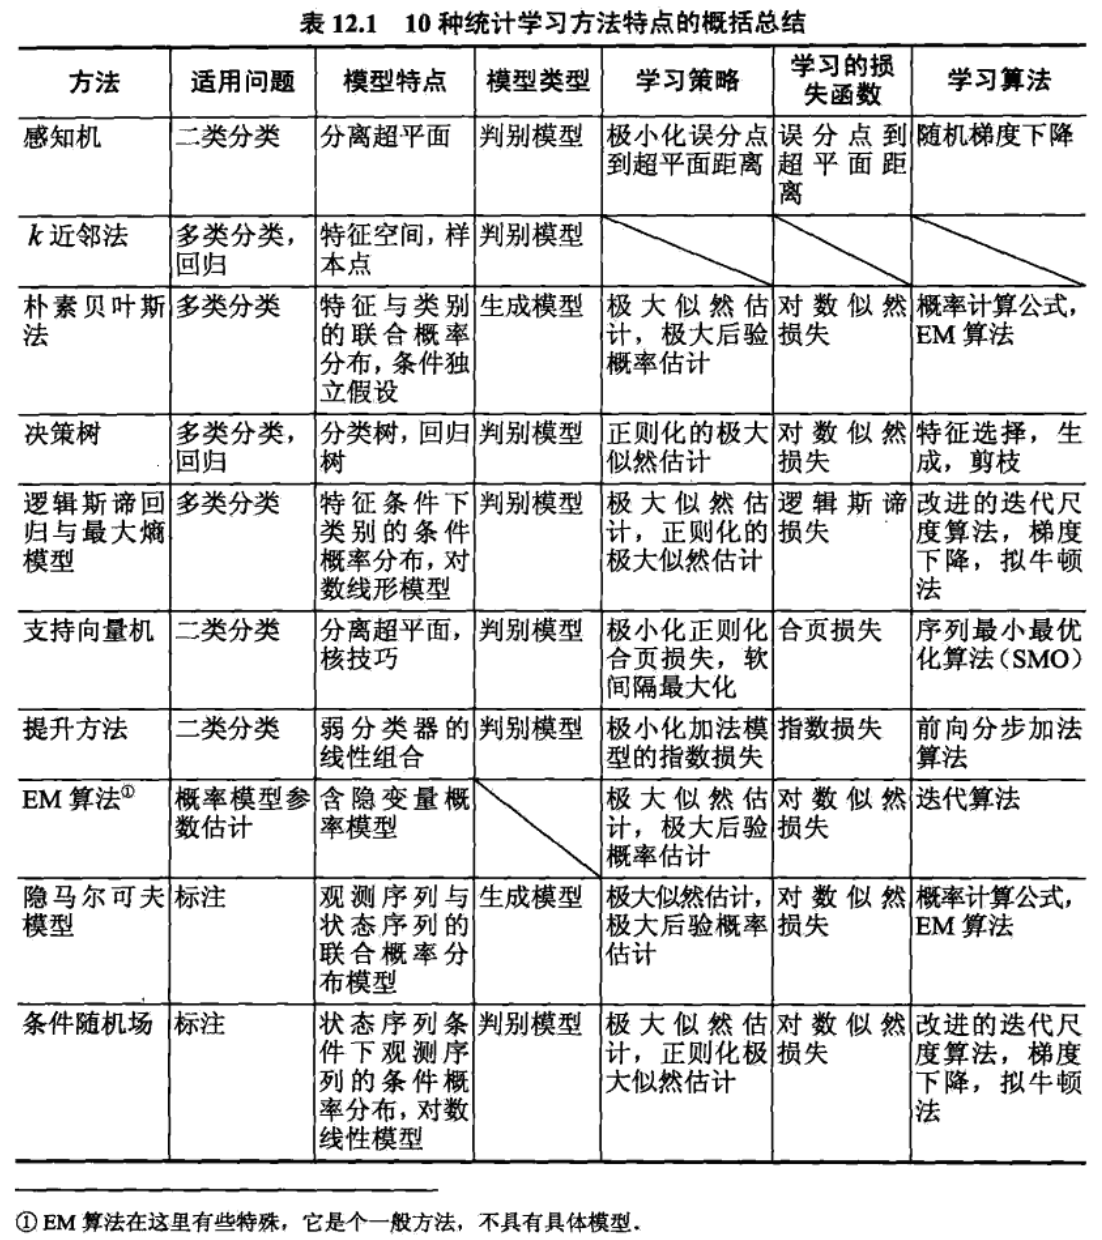 表 12.1 10 种统计学习方法特点的概括总结
方法 适用问题 模型特点 模型类型 学习策略 学习的损
失函数 学习算法
感知机 二类分类 分离超平面 判别模型 极小化误分点 误分点到 随机梯度下降
到超平面距离 超平面距
离
k 近邻法 多类分类， 特征空间，样 判别模型
回归 本点
朴素贝叶斯 多类分类 特征与类别 生成模型 极大似然估 对数似然 概率计算公式，
法 的联合概率 计，极大后验 损失 EM 算法
分布，条件独 概率估计
立假设
决策树 多类分类， 分类树，回归 判别模型 正则化的极大 对数似然 特征选择，生
回归 树 似然估计 损失 成，剪枝
逻辑斯谛回 多类分类 特征条件下 判别模型 极大似然估 逻辑斯谛 改进的迭代尺
归与最大熵 类别的条件 计，正则化的 损失 度算法，梯度
模型 概率分布，对 极大似然估计 下降，拟牛顿
数线形模型 法
支持向量机 二类分类 分离超平面， 判别模型 极小化正则化 合页损失 序列最小最优
核技巧 合页损失，软 化算法（SMO）
间隔最大化
提升方法 二类分类 弱分类器的 判别模型 极小化加法模 指数损失 前向分步加法
线性组合 型的指数损失 算法
EM 算法① 概率模型参 含隐变量概 极大似然估 对数似然 迭代算法
数估计 率模型 计，极大后验 损失
概率估计
隐马尔可夫 标注 观测序列与 生成模型 极大似然估计， 对数似然 概率计算公式，
模型 状态序列的 极大后验概率 损失 EM 算法
联合概率分 估计
布模型
条件随机场 标注 状态序列条 判别模型 极大似然估 对数似然 改进的迭代尺
件下观测序 计，正则化极 损失 度算法，梯度
列的条件概 大似然估计 下降，拟牛顿
率分布，对数 法
线性模型
① EM 算法在这里有些特殊，它是个一般方法，不具有具体模型．